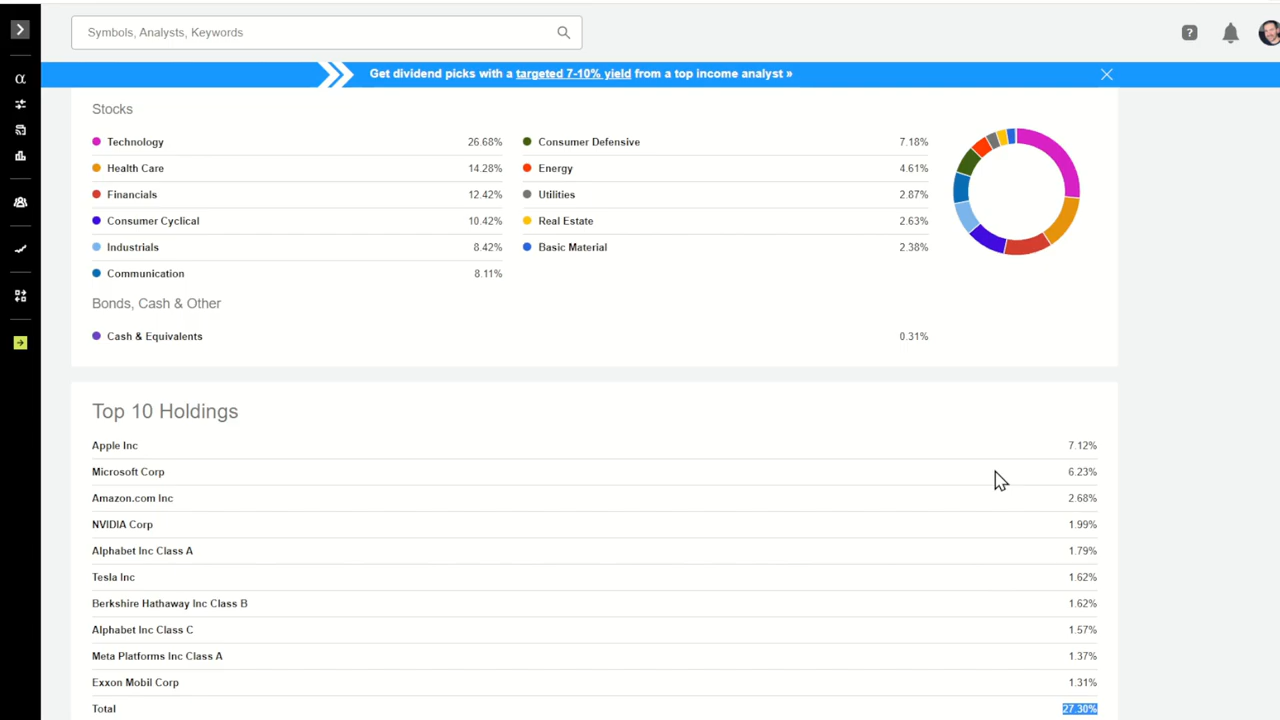 Symbols, Analysts, Keywords
?
Get dividend picks with a targeted 7-10% yield from a top income analyst »
α
Stocks
Technology 26.68% Consumer Defensive 7.18%
Health Care 14.28% Energy 4.61%
Financials 12.42% Utilities 2.87%
Consumer Cyclical 10.42% Real Estate 2.63%
Industrials 8.42% Basic Material 2.38%
Communication 8.11%
Bonds, Cash & Other
Cash & Equivalents 0.31%
Top 10 Holdings
Apple Inc 7.12%
Microsoft Corp 6.23%
Amazon.com Inc 2.68%
NVIDIA Corp 1.99%
Alphabet Inc Class A 1.79%
Tesla Inc 1.62%
Berkshire Hathaway Inc Class B 1.62%
Alphabet Inc Class C 1.57%
Meta Platforms Inc Class A 1.37%
Exxon Mobil Corp 1.31%
Total 27.30%